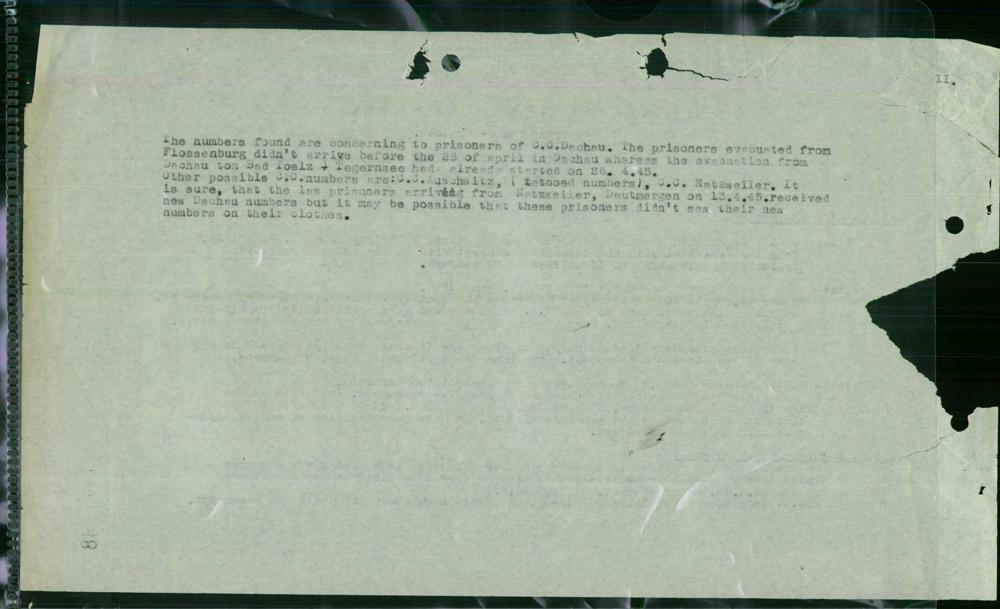 II.
The numbers found are concerning to prisoners of C.C.Dachau. The prisoners evacuated from
Flossenburg didn't arrive before the 28 of april in Dachau whereas the evacuation from
Dachau ton Bad Toelz + Tegernsee had already started on 26. 4.45.
Other possible C.C.numbers are:C.C.Auschwitz, ( tatooed numbers), C.C. Natzweiler. It
is sure, that the las prisoners arriving from Natzweiler, Dautmergen on 13.4.45.received
new Dachau numbers but it may be possible that these prisoners didn't sew their new
numbers on their clothes.